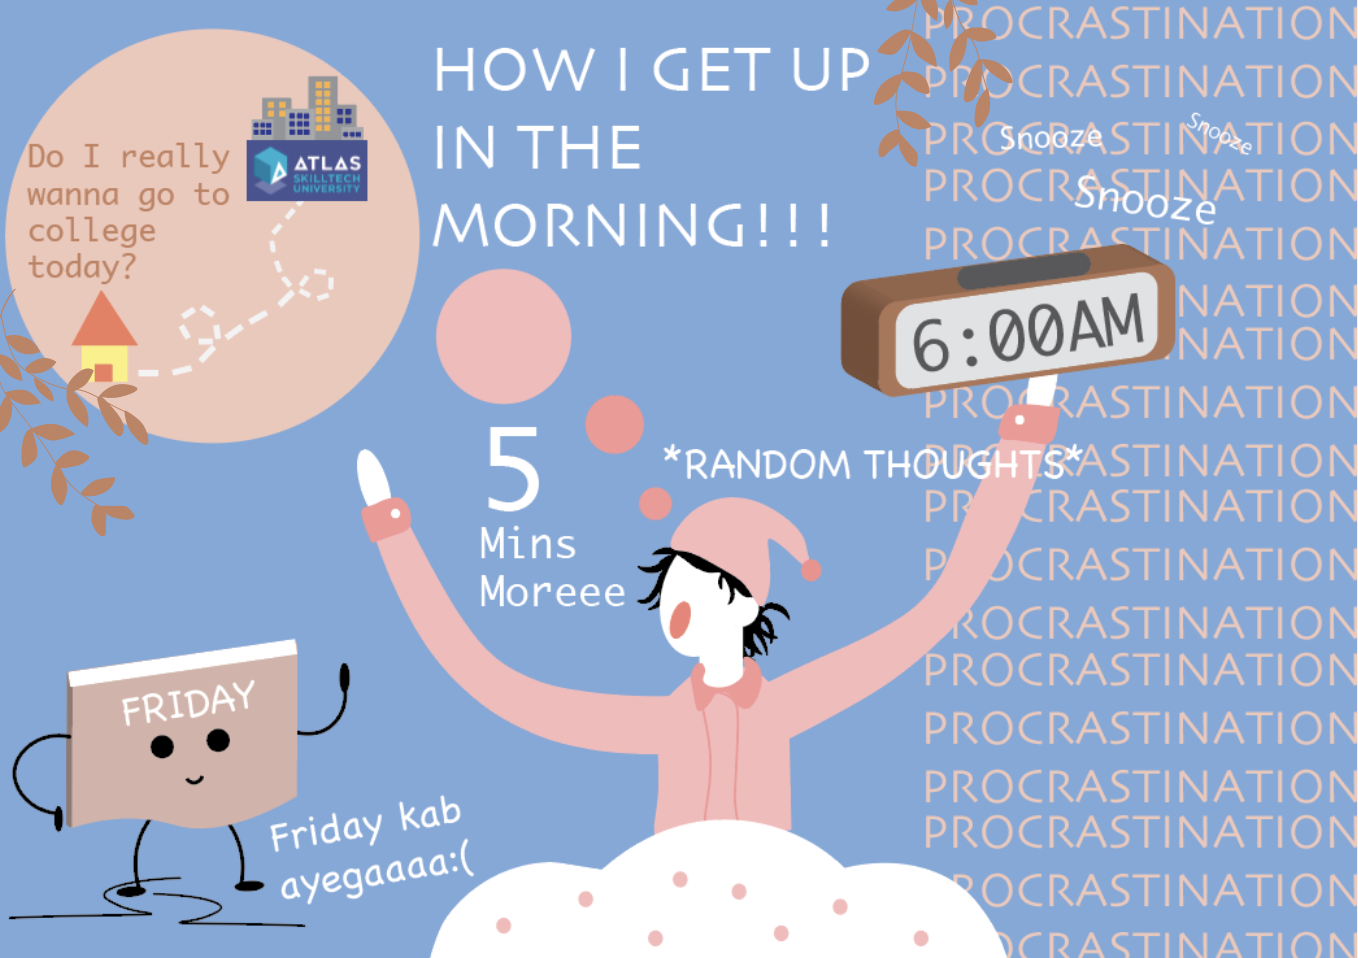 HOW I GET UP
IN THE
MORNING!!!
Do I really
wanna go to
college
today?
ATLAS
SKILLTECH
UNIVERSITY
Snooze
Snooze
Snooze
6:00AM
*RANDOM THOUGHTS*
5
Mins
Moreee
FRIDAY
Friday kab
ayegaaaa:(
PROCRASTINATION
PROCRASTINATION
PROCRASTINATION
PROCRASTINATION
PROCRASTINATION
NATION
NATION
PROCRASTINATION
PROCRASTINATION
PROCRASTINATION
PROCRASTINATION
PROCRASTINATION
PROCRASTINATION
PROCRASTINATION
PROCRASTINATION
PROCRASTINATION
ROCRASTINATION
OCRASTINATION